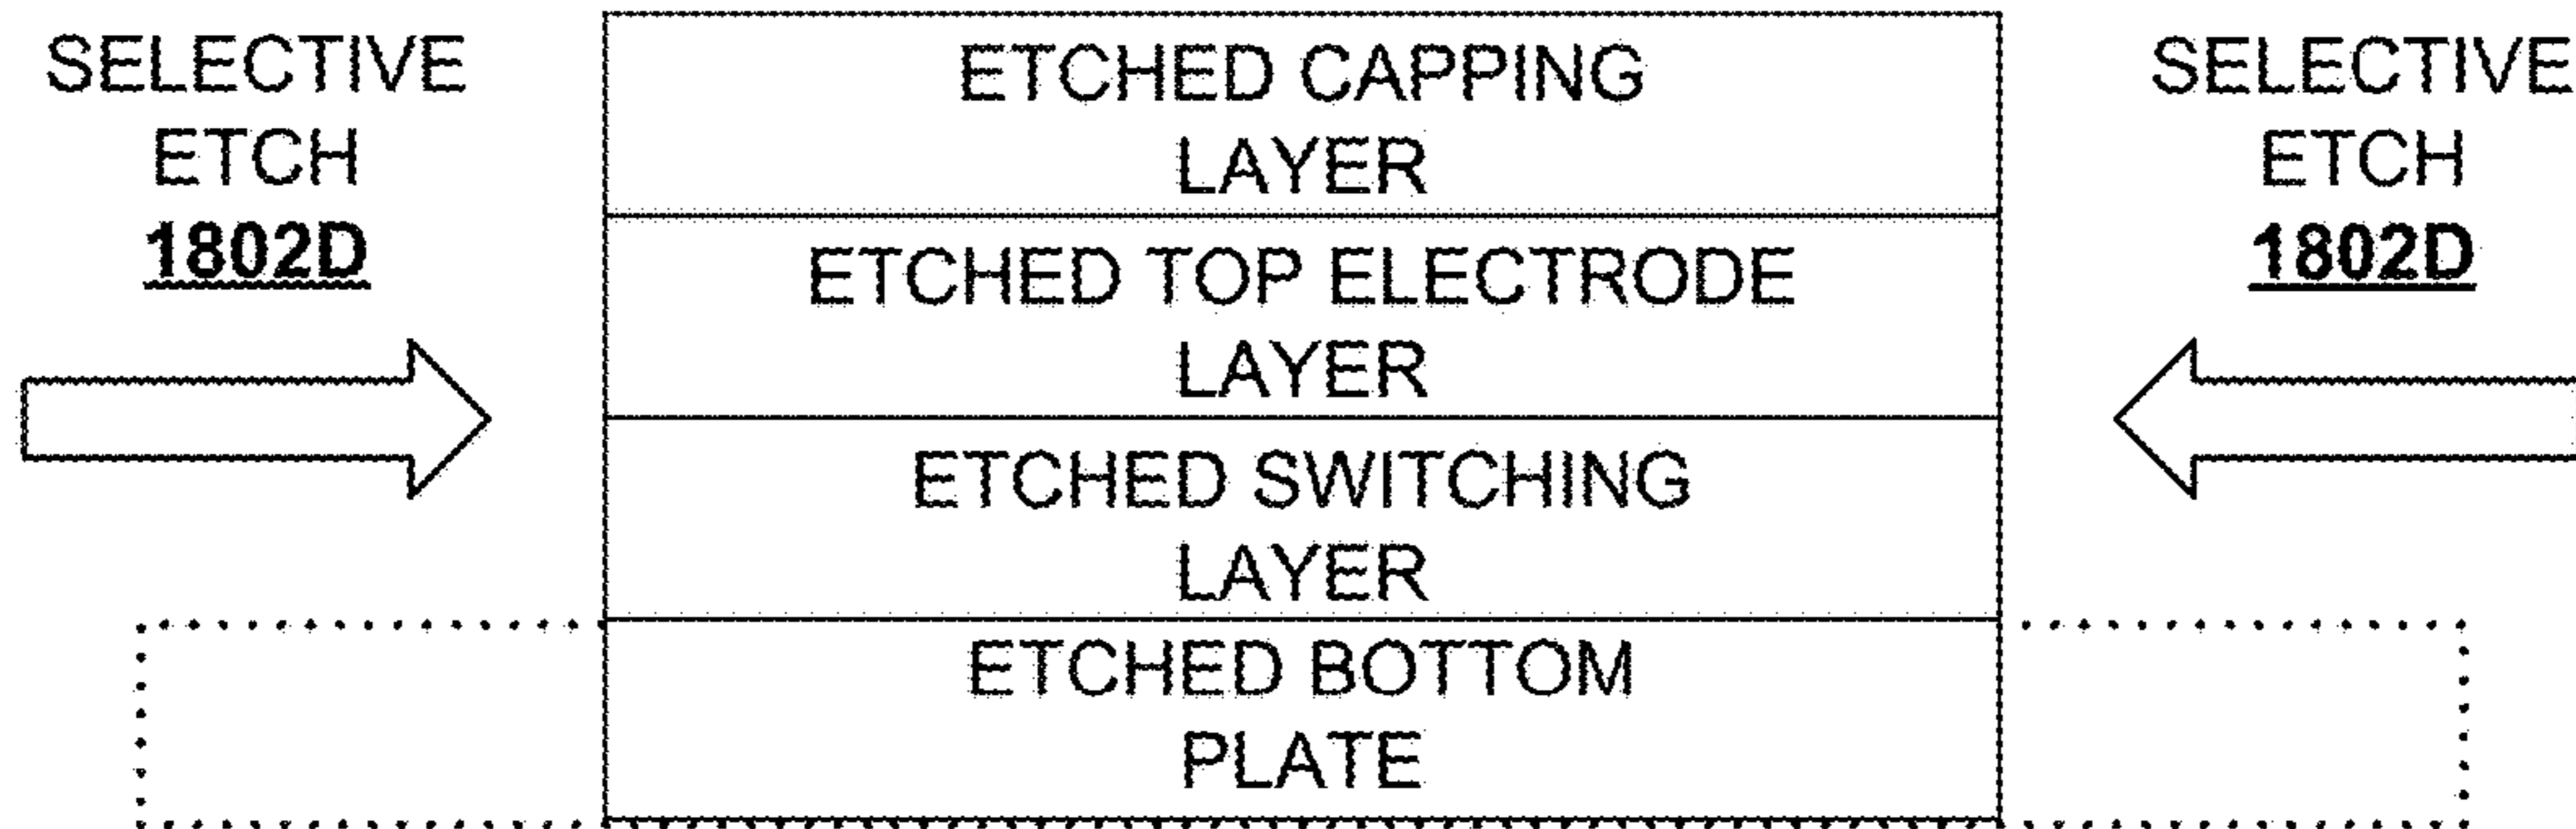 SELECTIVE
ETCH
1802D
ETCHED CAPPING
LAYER
ETCHED TOP ELECTRODE
LAYER
ETCHED SWITCHING
LAYER
ETCHED BOTTOM
PLATE
SELECTIVE
ETCH
1802D